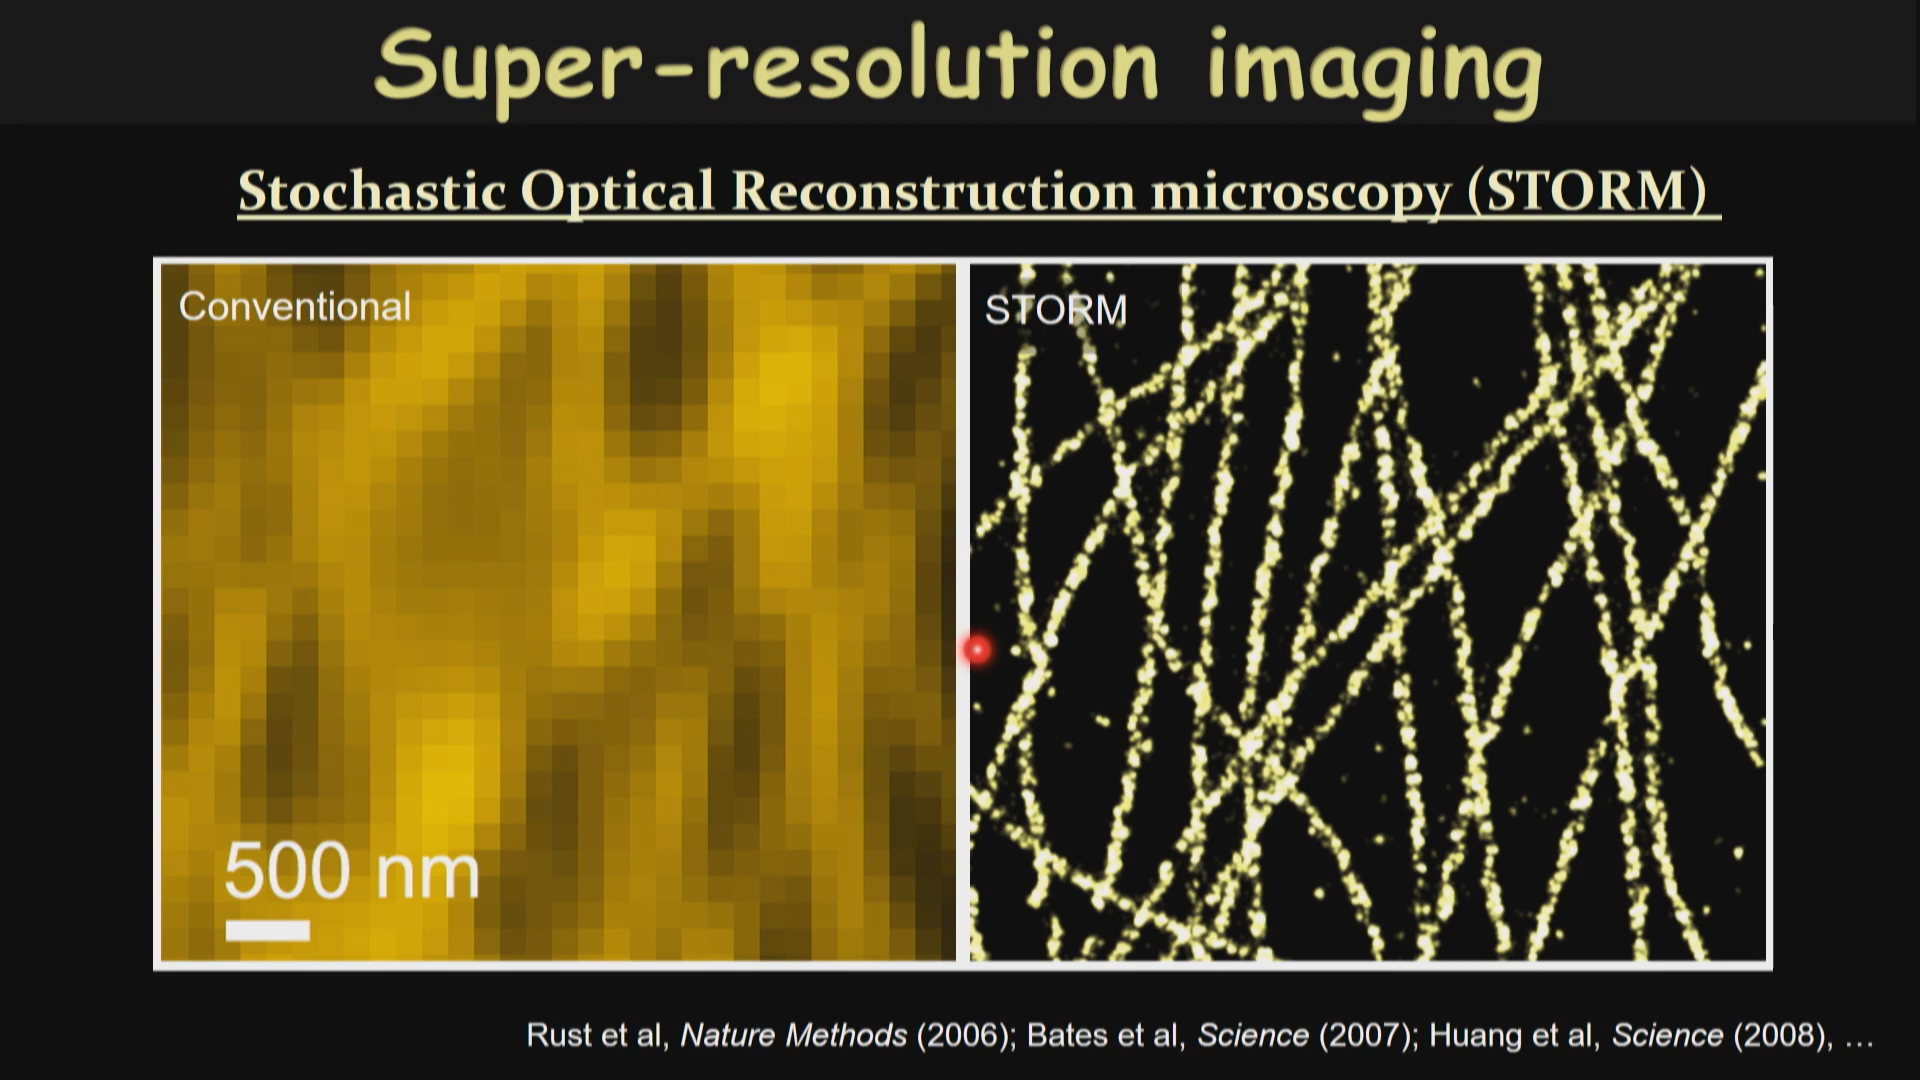 Super-resolution imaging
Stochastic Optical Reconstruction microscopy (STORM)
Conventional
STORM
500 nm
Rust et al, Nature Methods (2006); Bates et al, Science (2007); Huang et al, Science (2008), …